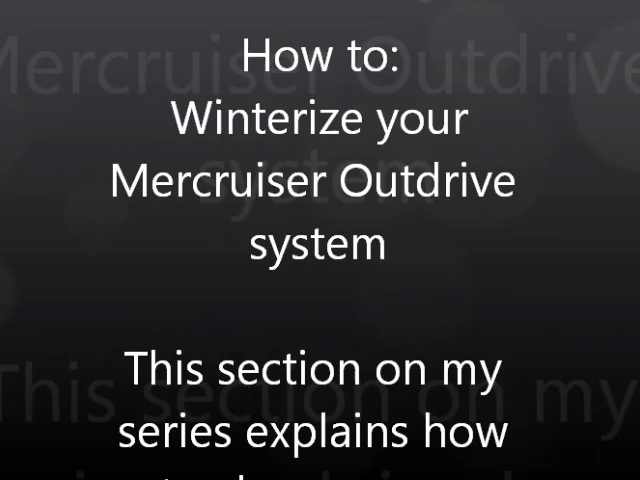 How to:
Winterize your
Mercruiser Outdrive
system
This section on my
series explains how